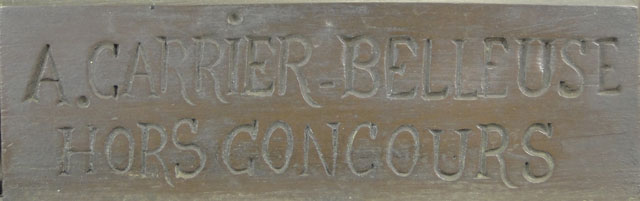 A. CARRIER-BELLEUSE
HORS CONCOURS